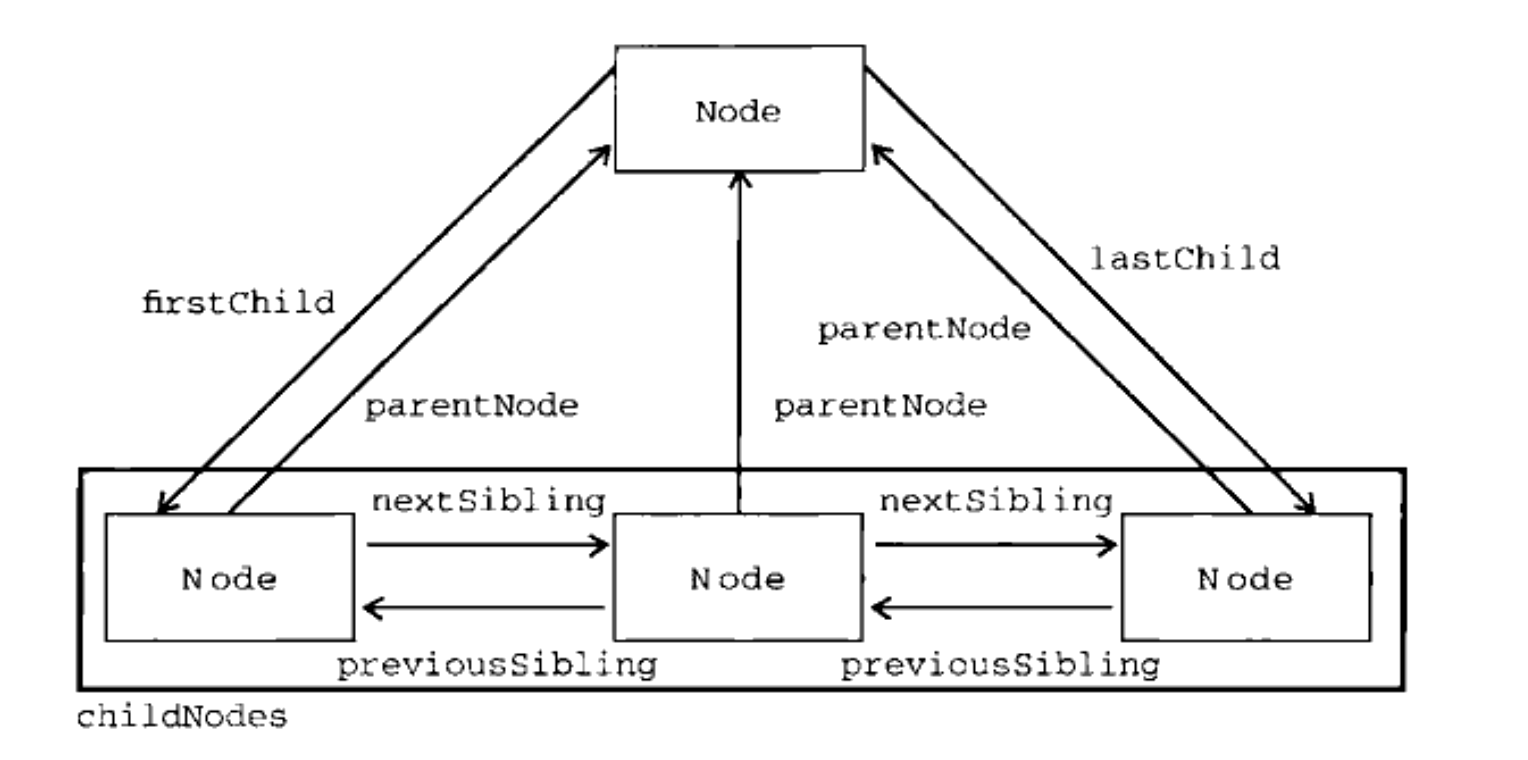 Node
lastChild
firstChild
parentNode
parentNode
parentNode
nextSibling
nextSibling
Node
Node
Node
previousSibling
previousSibling
childNodes